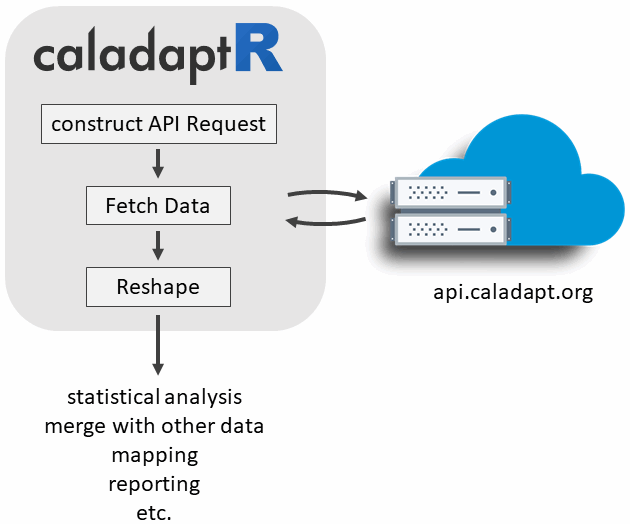 caladaptR
construct API Request
Fetch Data
Reshape
api.caladapt.org
statistical analysis
merge with other data
mapping
reporting
etc.